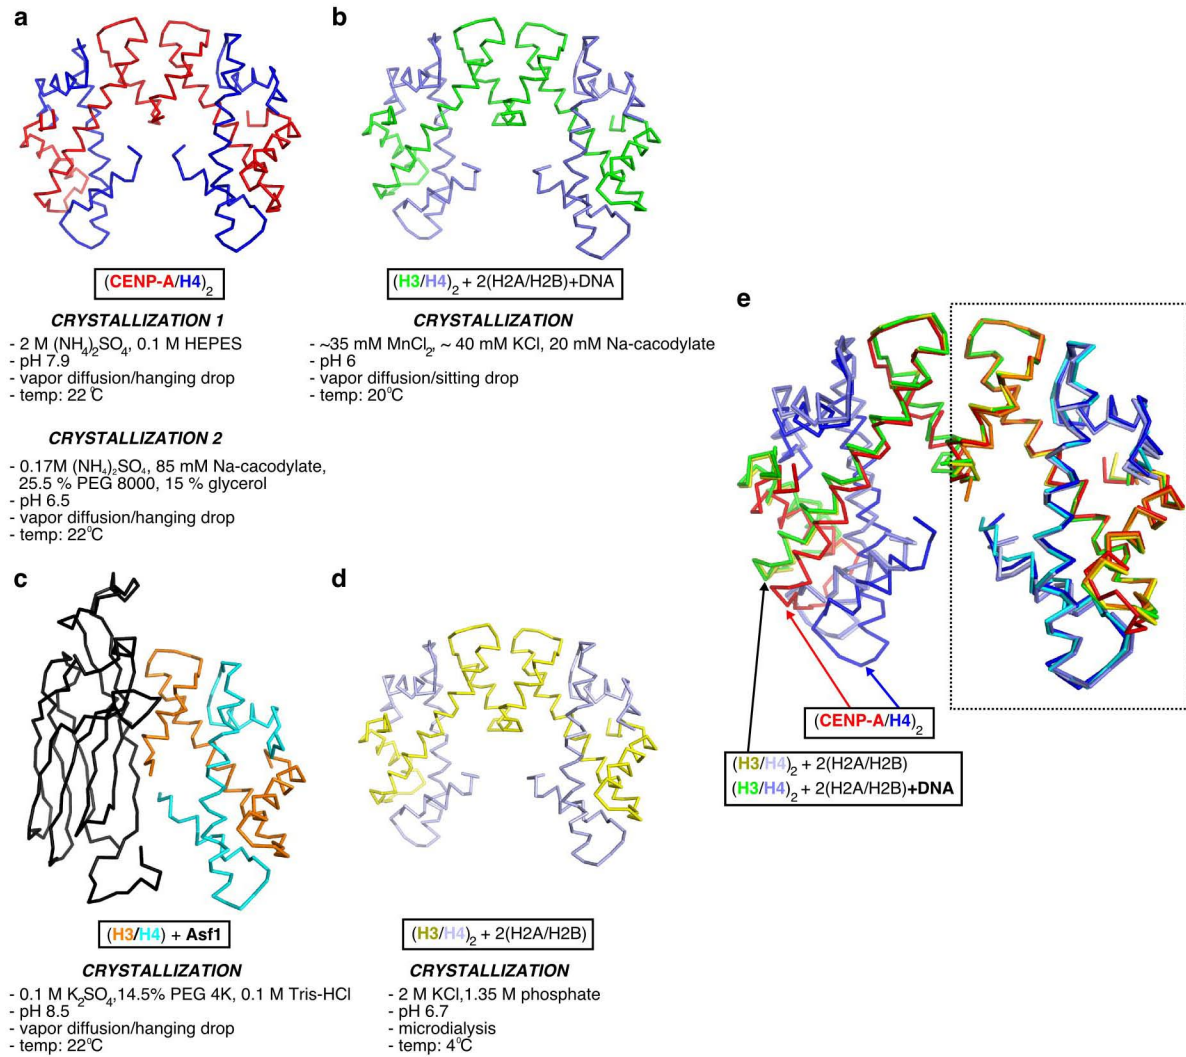 a
(CENP-A/H4)2
CRYSTALLIZATION 1
- 2 M (NH4)2SO4, 0.1 M HEPES
- pH 7.9
- vapor diffusion/hanging drop
- temp: 22°C
CRYSTALLIZATION 2
- 0.17M (NH4)2SO4, 85 mM Na-cacodylate,
25.5 % PEG 8000, 15 % glycerol
- pH 6.5
- vapor diffusion/hanging drop
- temp: 22°C
b
(H3/H4)2 + 2(H2A/H2B)+DNA
CRYSTALLIZATION
- ~35 mM MnCl2, ~ 40 mM KCl, 20 mM Na-cacodylate
- pH 6
- vapor diffusion/sitting drop
- temp: 20°C
c
(H3/H4) + Asf1
CRYSTALLIZATION
- 0.1 M K2SO4,14.5% PEG 4K, 0.1 M Tris-HCl
- pH 8.5
- vapor diffusion/hanging drop
- temp: 22°C
d
(H3/H4)2 + 2(H2A/H2B)
CRYSTALLIZATION
- 2 M KCl,1.35 M phosphate
- pH 6.7
- microdialysis
- temp: 4°C
e
(CENP-A/H4)2
(H3/H4)2 + 2(H2A/H2B)
(H3/H4)2 + 2(H2A/H2B)+DNA